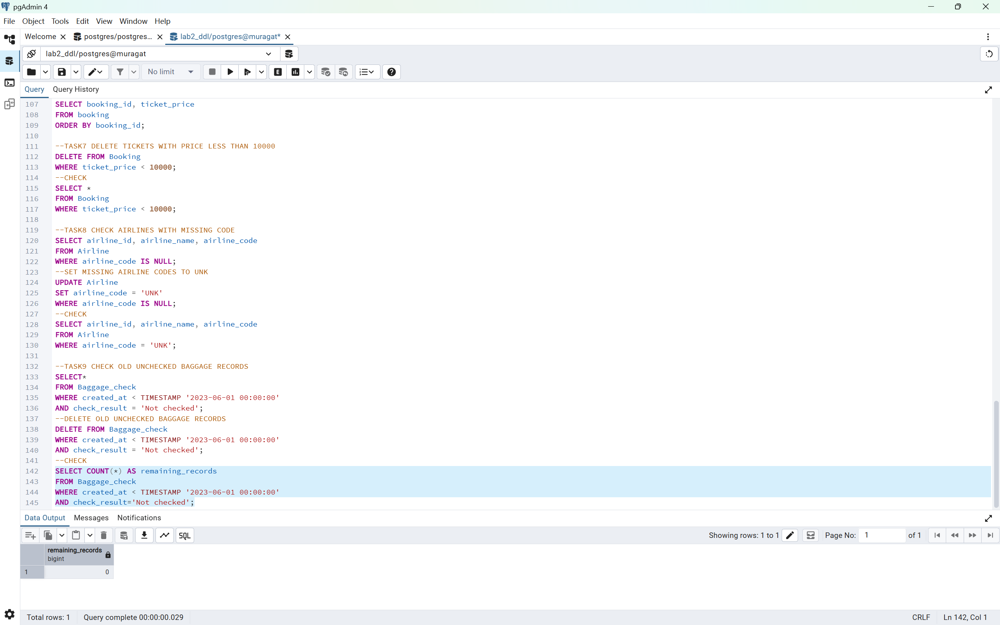 pgAdmin 4
File Object Tools Edit View Window Help
Welcome postgres/postgres... lab2_ddl/postgres@muragat*
lab2_ddl/postgres@muragat
No limit
Query Query History
107 SELECT booking_id, ticket_price
108 FROM booking
109 ORDER BY booking_id;
110
111 --TASK7 DELETE TICKETS WITH PRICE LESS THAN 10000
112 DELETE FROM Booking
113 WHERE ticket_price < 10000;
114 --CHECK
115 SELECT *
116 FROM Booking
117 WHERE ticket_price < 10000;
118
119 --TASK8 CHECK AIRLINES WITH MISSING CODE
120 SELECT airline_id, airline_name, airline_code
121 FROM Airline
122 WHERE airline_code IS NULL;
123 --SET MISSING AIRLINE CODES TO UNK
124 UPDATE Airline
125 SET airline_code = 'UNK'
126 WHERE airline_code IS NULL;
127 --CHECK
128 SELECT airline_id, airline_name, airline_code
129 FROM Airline
130 WHERE airline_code = 'UNK';
131
132 --TASK9 CHECK OLD UNCHECKED BAGGAGE RECORDS
133 SELECT*
134 FROM Baggage_check
135 WHERE created_at < TIMESTAMP '2023-06-01 00:00:00'
136 AND check_result = 'Not checked';
137 --DELETE OLD UNCHECKED BAGGAGE RECORDS
138 DELETE FROM Baggage_check
139 WHERE created_at < TIMESTAMP '2023-06-01 00:00:00'
140 AND check_result = 'Not checked';
141 --CHECK
142 SELECT COUNT(*) AS remaining_records
143 FROM Baggage_check
144 WHERE created_at < TIMESTAMP '2023-06-01 00:00:00'
145 AND check_result='Not checked';
Data Output Messages Notifications
SQL Showing rows: 1 to 1 Page No: 1 of 1
remaining_records
bigint
1 0
Total rows: 1 Query complete 00:00:00.029 CRLF Ln 142, Col 1